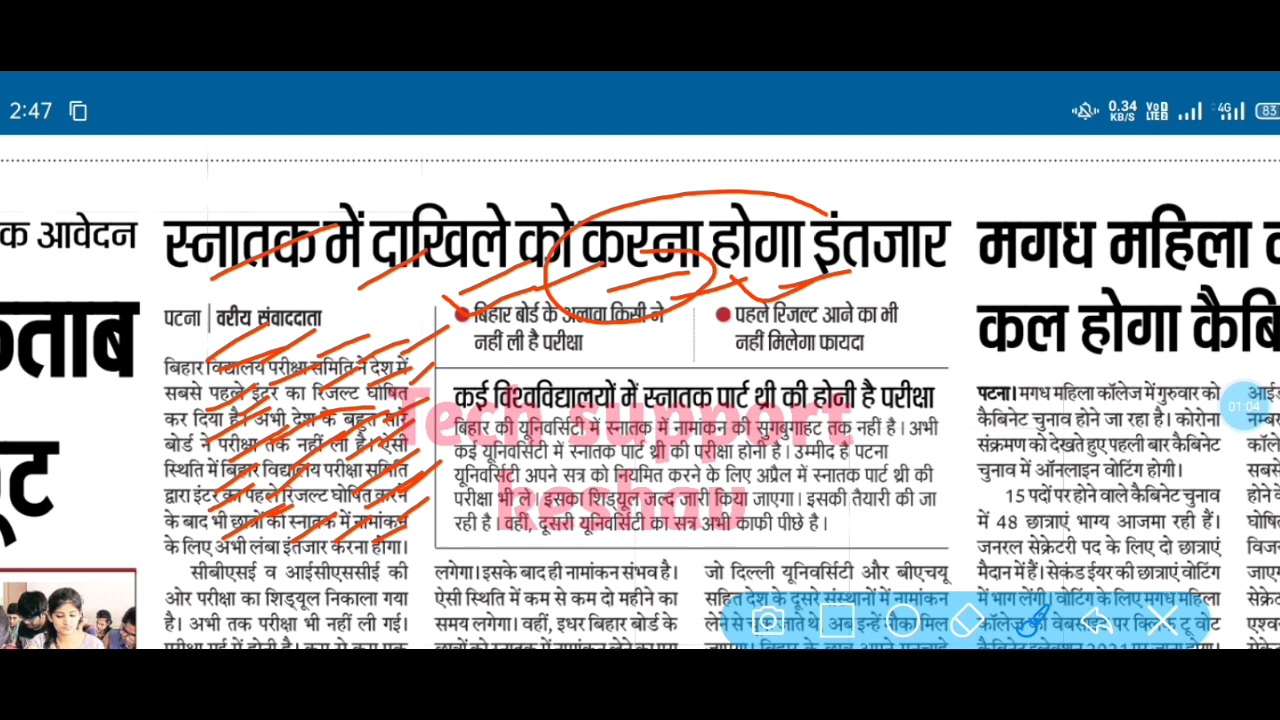 2:47
0.34
KB/S
VoD
LTE
4G
83
क आवेदन
स्नातक में दाखिले को करना होगा इंतजार
पटना | वरीय संवाददाता
बिहार विद्यालय परीक्षा समिति ने देश में
सबसे पहले इंटर का रिजल्ट घोषित
कर दिया है। अभी देश के बहुत सारे
बोर्ड ने परीक्षा तक नहीं ली है। ऐसी
स्थिति में बिहार विद्यालय परीक्षा समिति
द्वारा इंटर का पहले रिजल्ट घोषित करने
के बाद भी छात्रों को स्नातक में नामांकन
के लिए अभी लंबा इंतजार करना होगा।
सीबीएसई व आईसीएससीई की
ओर परीक्षा का शिड्यूल निकाला गया
है। अभी तक परीक्षा भी नहीं ली गई।
बिहार बोर्ड के अलावा किसी ने
नहीं ली है परीक्षा
पहले रिजल्ट आने का भी
नहीं मिलेगा फायदा
कई विश्वविद्यालयों में स्नातक पार्ट थ्री की होनी है परीक्षा
बिहार की यूनिवर्सिटी में स्नातक में नामांकन की सुगबुगाहट तक नहीं है। अभी
कई यूनिवर्सिटी में स्नातक पार्ट थ्री की परीक्षा होनी है। उम्मीद है पटना
यूनिवर्सिटी अपने सत्र को नियमित करने के लिए अप्रैल में स्नातक पार्ट थ्री की
परीक्षा भी ले। इसका शिड्यूल जल्द जारी किया जाएगा। इसकी तैयारी की जा
रही है। वहीं, दूसरी यूनिवर्सिटी का सत्र अभी काफी पीछे है।
Tech support
keshav
लगेगा। इसके बाद ही नामांकन संभव है।
ऐसी स्थिति में कम से कम दो महीने का
समय लगेगा। वहीं, इधर बिहार बोर्ड के
जो दिल्ली यूनिवर्सिटी और बीएचयू
सहित देश के दूसरे संस्थानों में नामांकन
मगध महिला
कल होगा
पटना। मगध महिला कॉलेज में गुरुवार को
कैबिनेट चुनाव होने जा रहा है। कोरोना
संक्रमण को देखते हुए पहली बार कैबिनेट
चुनाव में ऑनलाइन वोटिंग होगी।
15 पदों पर होने वाले कैबिनेट चुनाव
में 48 छात्राएं भाग्य आजमा रही हैं।
जनरल सेक्रेटरी पद के लिए दो छात्राएं
मैदान में हैं। सेकंड ईयर की छात्राएं वोटिंग
में भाग लेंगी। वोटिंग के लिए मगध महिला
कॉलेज की वेबसाइट पर क्लिक टू वोट
01:04